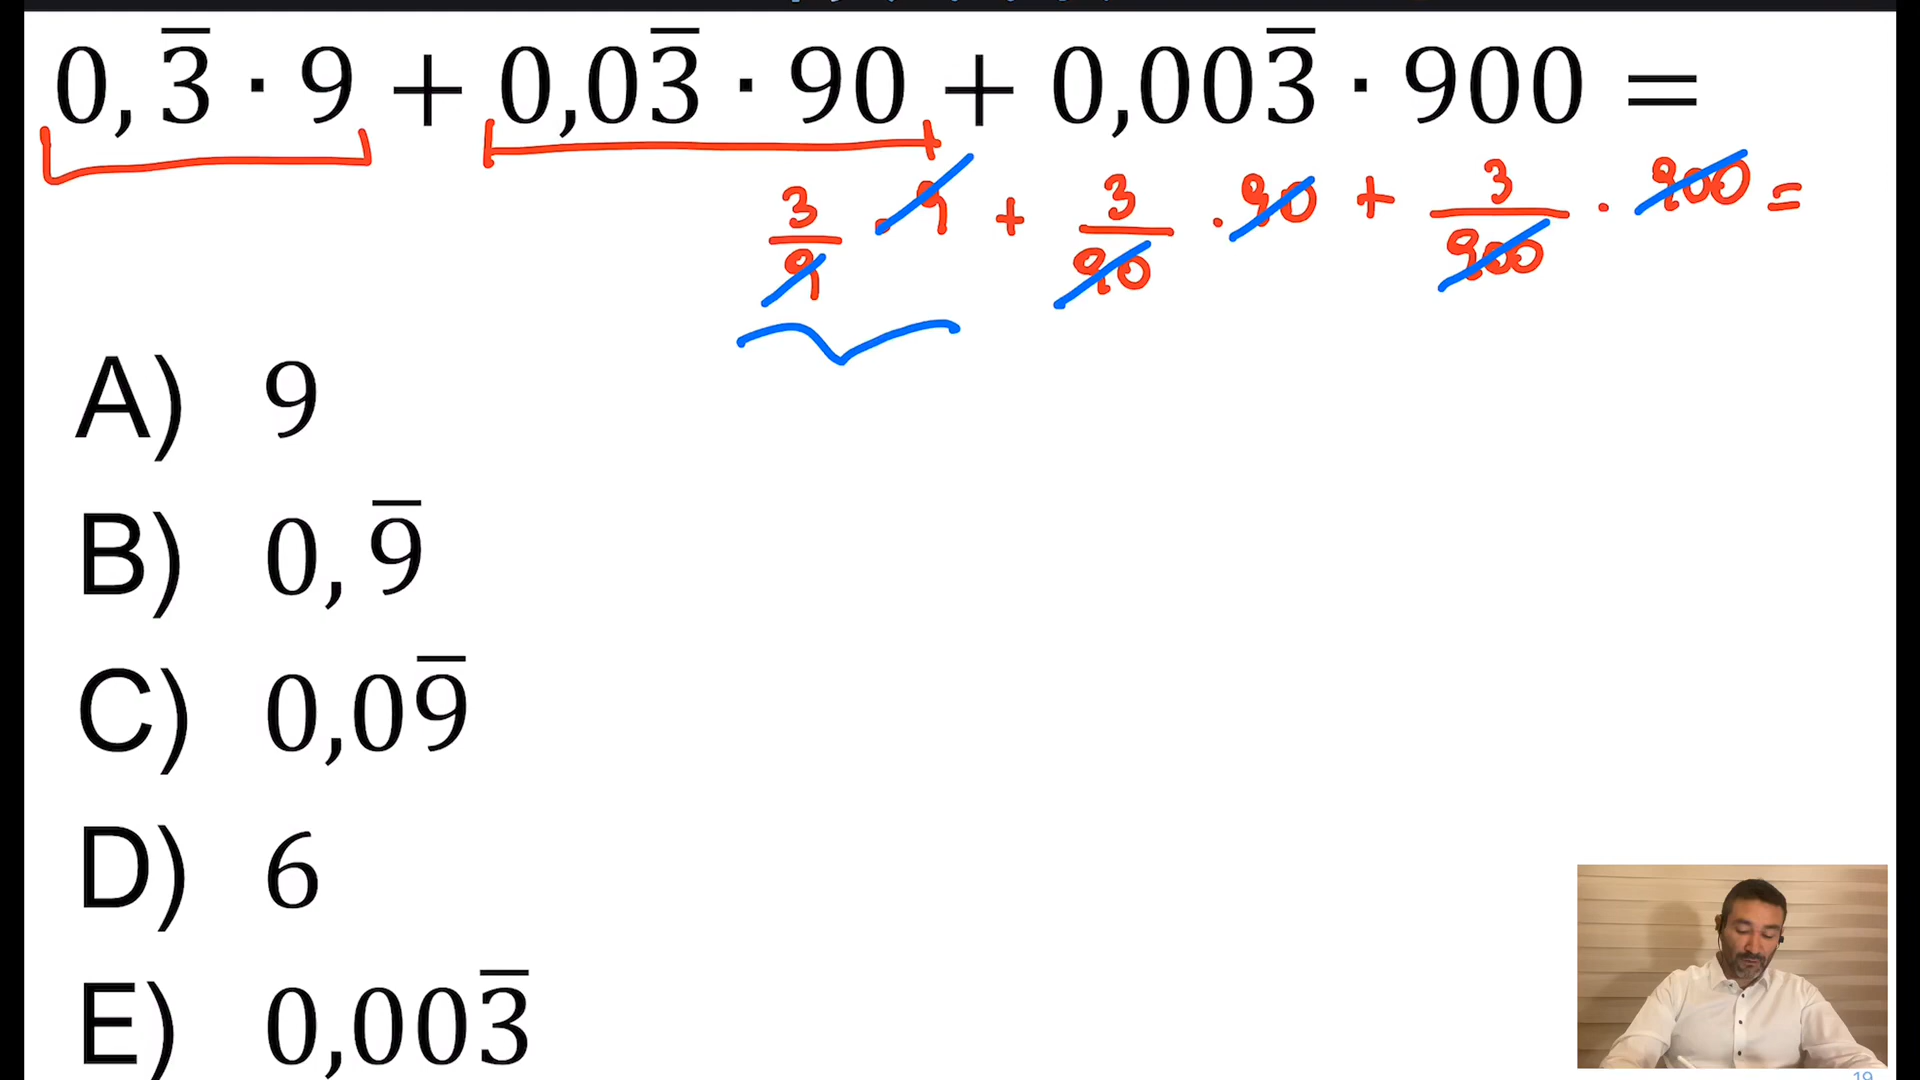 0,3̅ · 9 + 0,03̅ · 90 + 0,003̅ · 900 =
3/9 · 9 + 3/90 · 90 + 3/900 · 900 =
A) 9
B) 0,9̅
C) 0,09̅
D) 6
E) 0,003̅
19